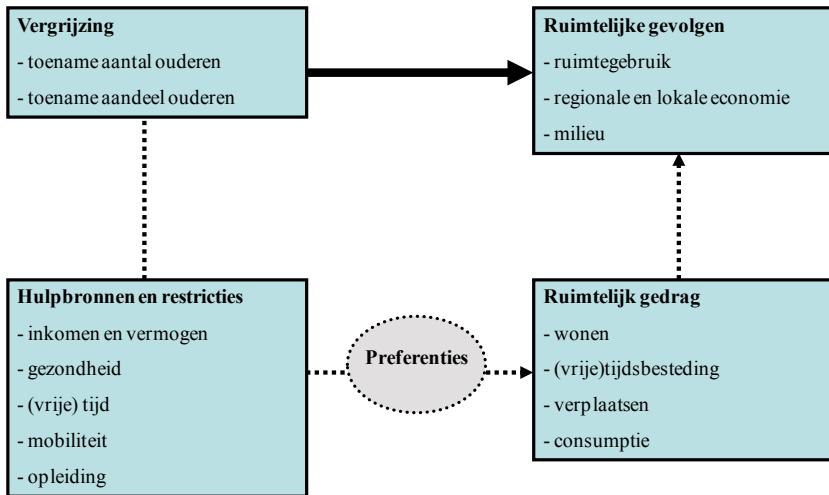 Vergrijzing
- toename aantal ouderen
- toename aandeel ouderen
Ruimtelijke gevolgen
- ruimtegebruik
- regionale en lokale economie
- milieu
Hulpbronnen en restricties
- inkomen en vermogen
- gezondheid
- (vrije) tijd
- mobiliteit
- opleiding
Preferenties
Ruimtelijk gedrag
- wonen
- (vrije)tijdsbesteding
- verplaatsen
- consumptie